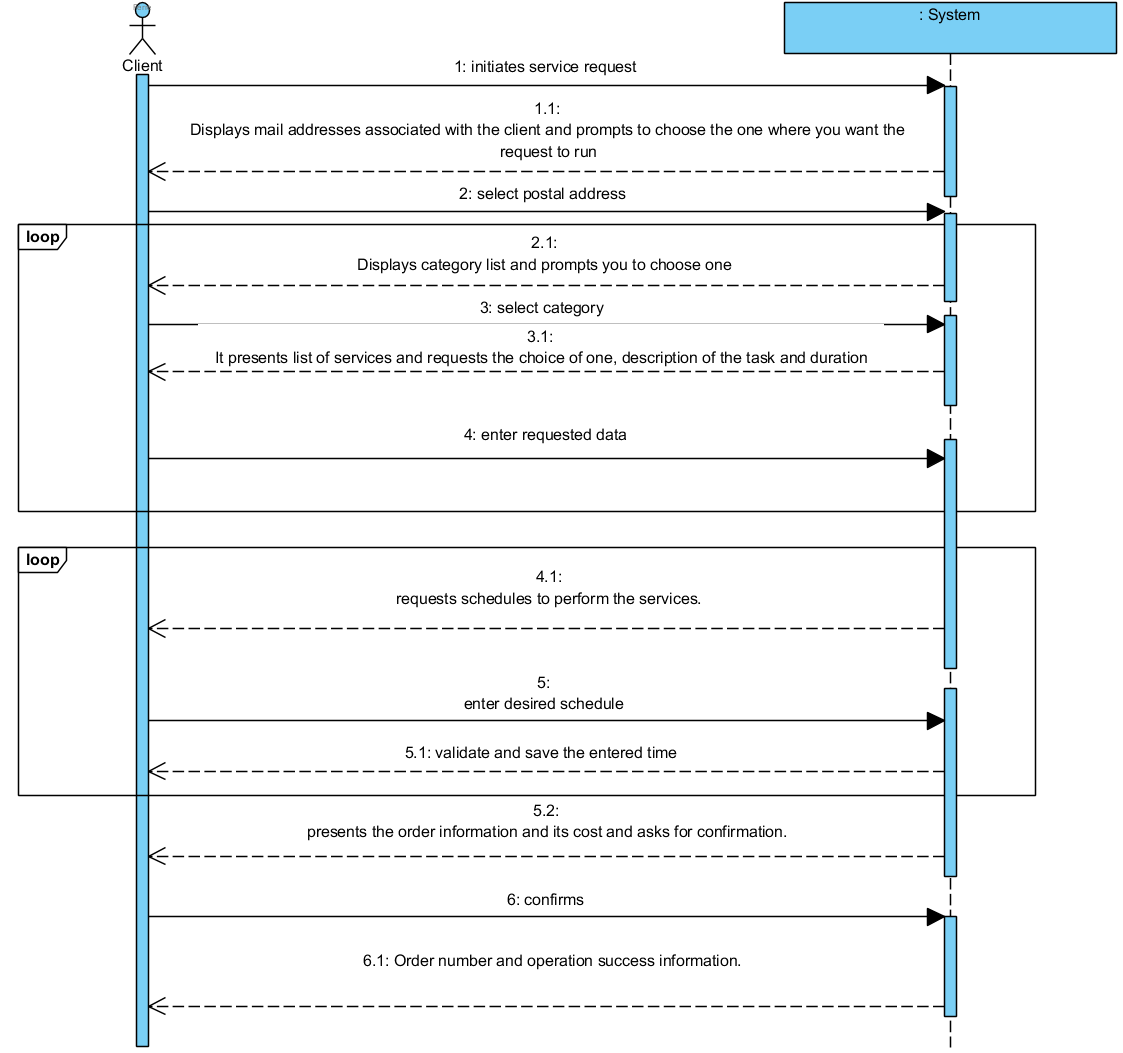 Client
: System
1: initiates service request
1.1:
Displays mail addresses associated with the client and prompts to choose the one where you want the
request to run
2: select postal address
loop
2.1:
Displays category list and prompts you to choose one
3: select category
3.1:
It presents list of services and requests the choice of one, description of the task and duration
4: enter requested data
loop
4.1:
requests schedules to perform the services.
5:
enter desired schedule
5.1: validate and save the entered time
5.2:
presents the order information and its cost and asks for confirmation.
6: confirms
6.1: Order number and operation success information.